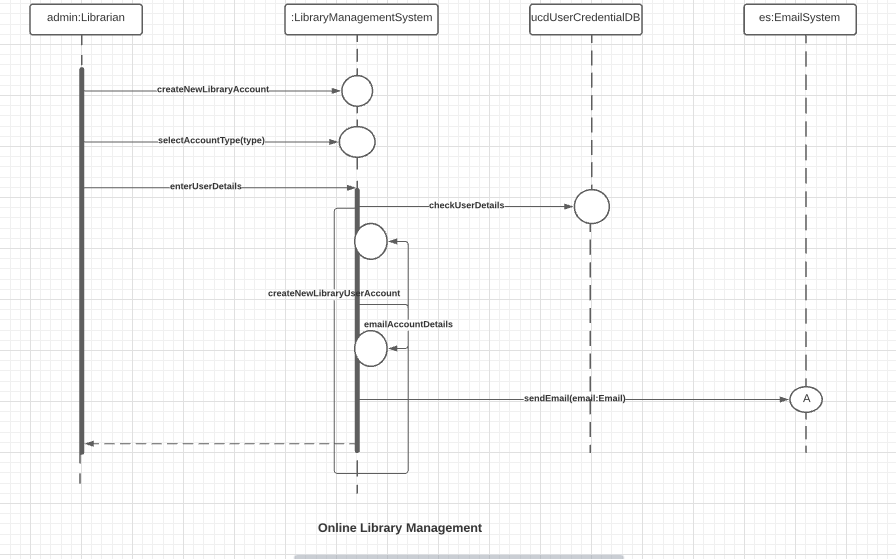 admin:Librarian
:LibraryManagementSystem
ucdUserCredentialDB
es:EmailSystem
createNewLibraryAccount
selectAccountType(type)
enterUserDetails
checkUserDetails
createNewLibraryUserAccount
emailAccountDetails
sendEmail(email:Email)
A
Online Library Management